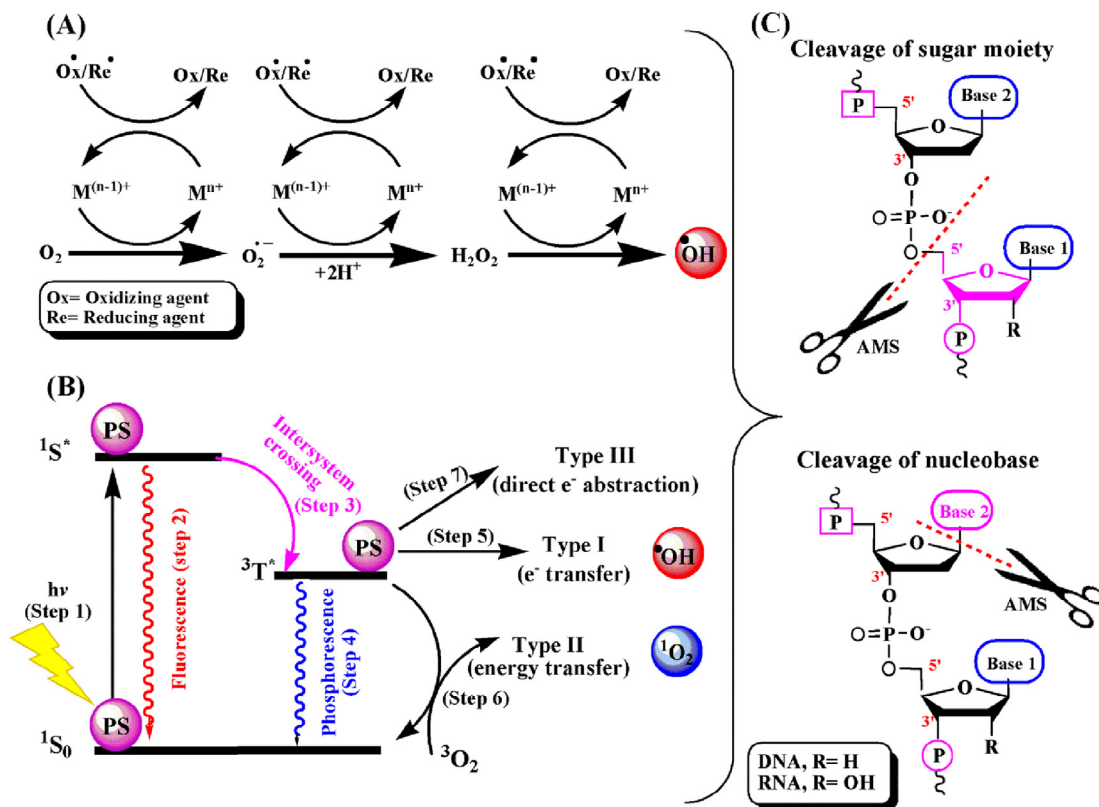 (A)
Ox/Re Ox/Re Ox/Re Ox/Re Ox/Re Ox/Re
M(n-1)+ Mn+ M(n-1)+ Mn+ M(n-1)+ Mn+
O2 O2•− H2O2 •OH
+2H+
Ox= Oxidizing agent
Re= Reducing agent
(B)
PS
1S*
Intersystem
crossing
(Step 3)
PS
3T*
hν
(Step 1)
Fluorescence (step 2)
Phosphorescence
(Step 4)
(Step 7)
Type III
(direct e- abstraction)
(Step 5)
Type I
(e- transfer)
•OH
Type II
(energy transfer)
1O2
(Step 6)
PS
1S0
3O2
(C)
Cleavage of sugar moiety
P 5' Base 2
O
3'
O
O=P-O-
O 5' Base 1
O
3'
R
P
AMS
Cleavage of nucleobase
P 5' Base 2
O
3'
AMS
O
O=P-O-
O 5' Base 1
O
3'
R
P
DNA, R= H
RNA, R= OH